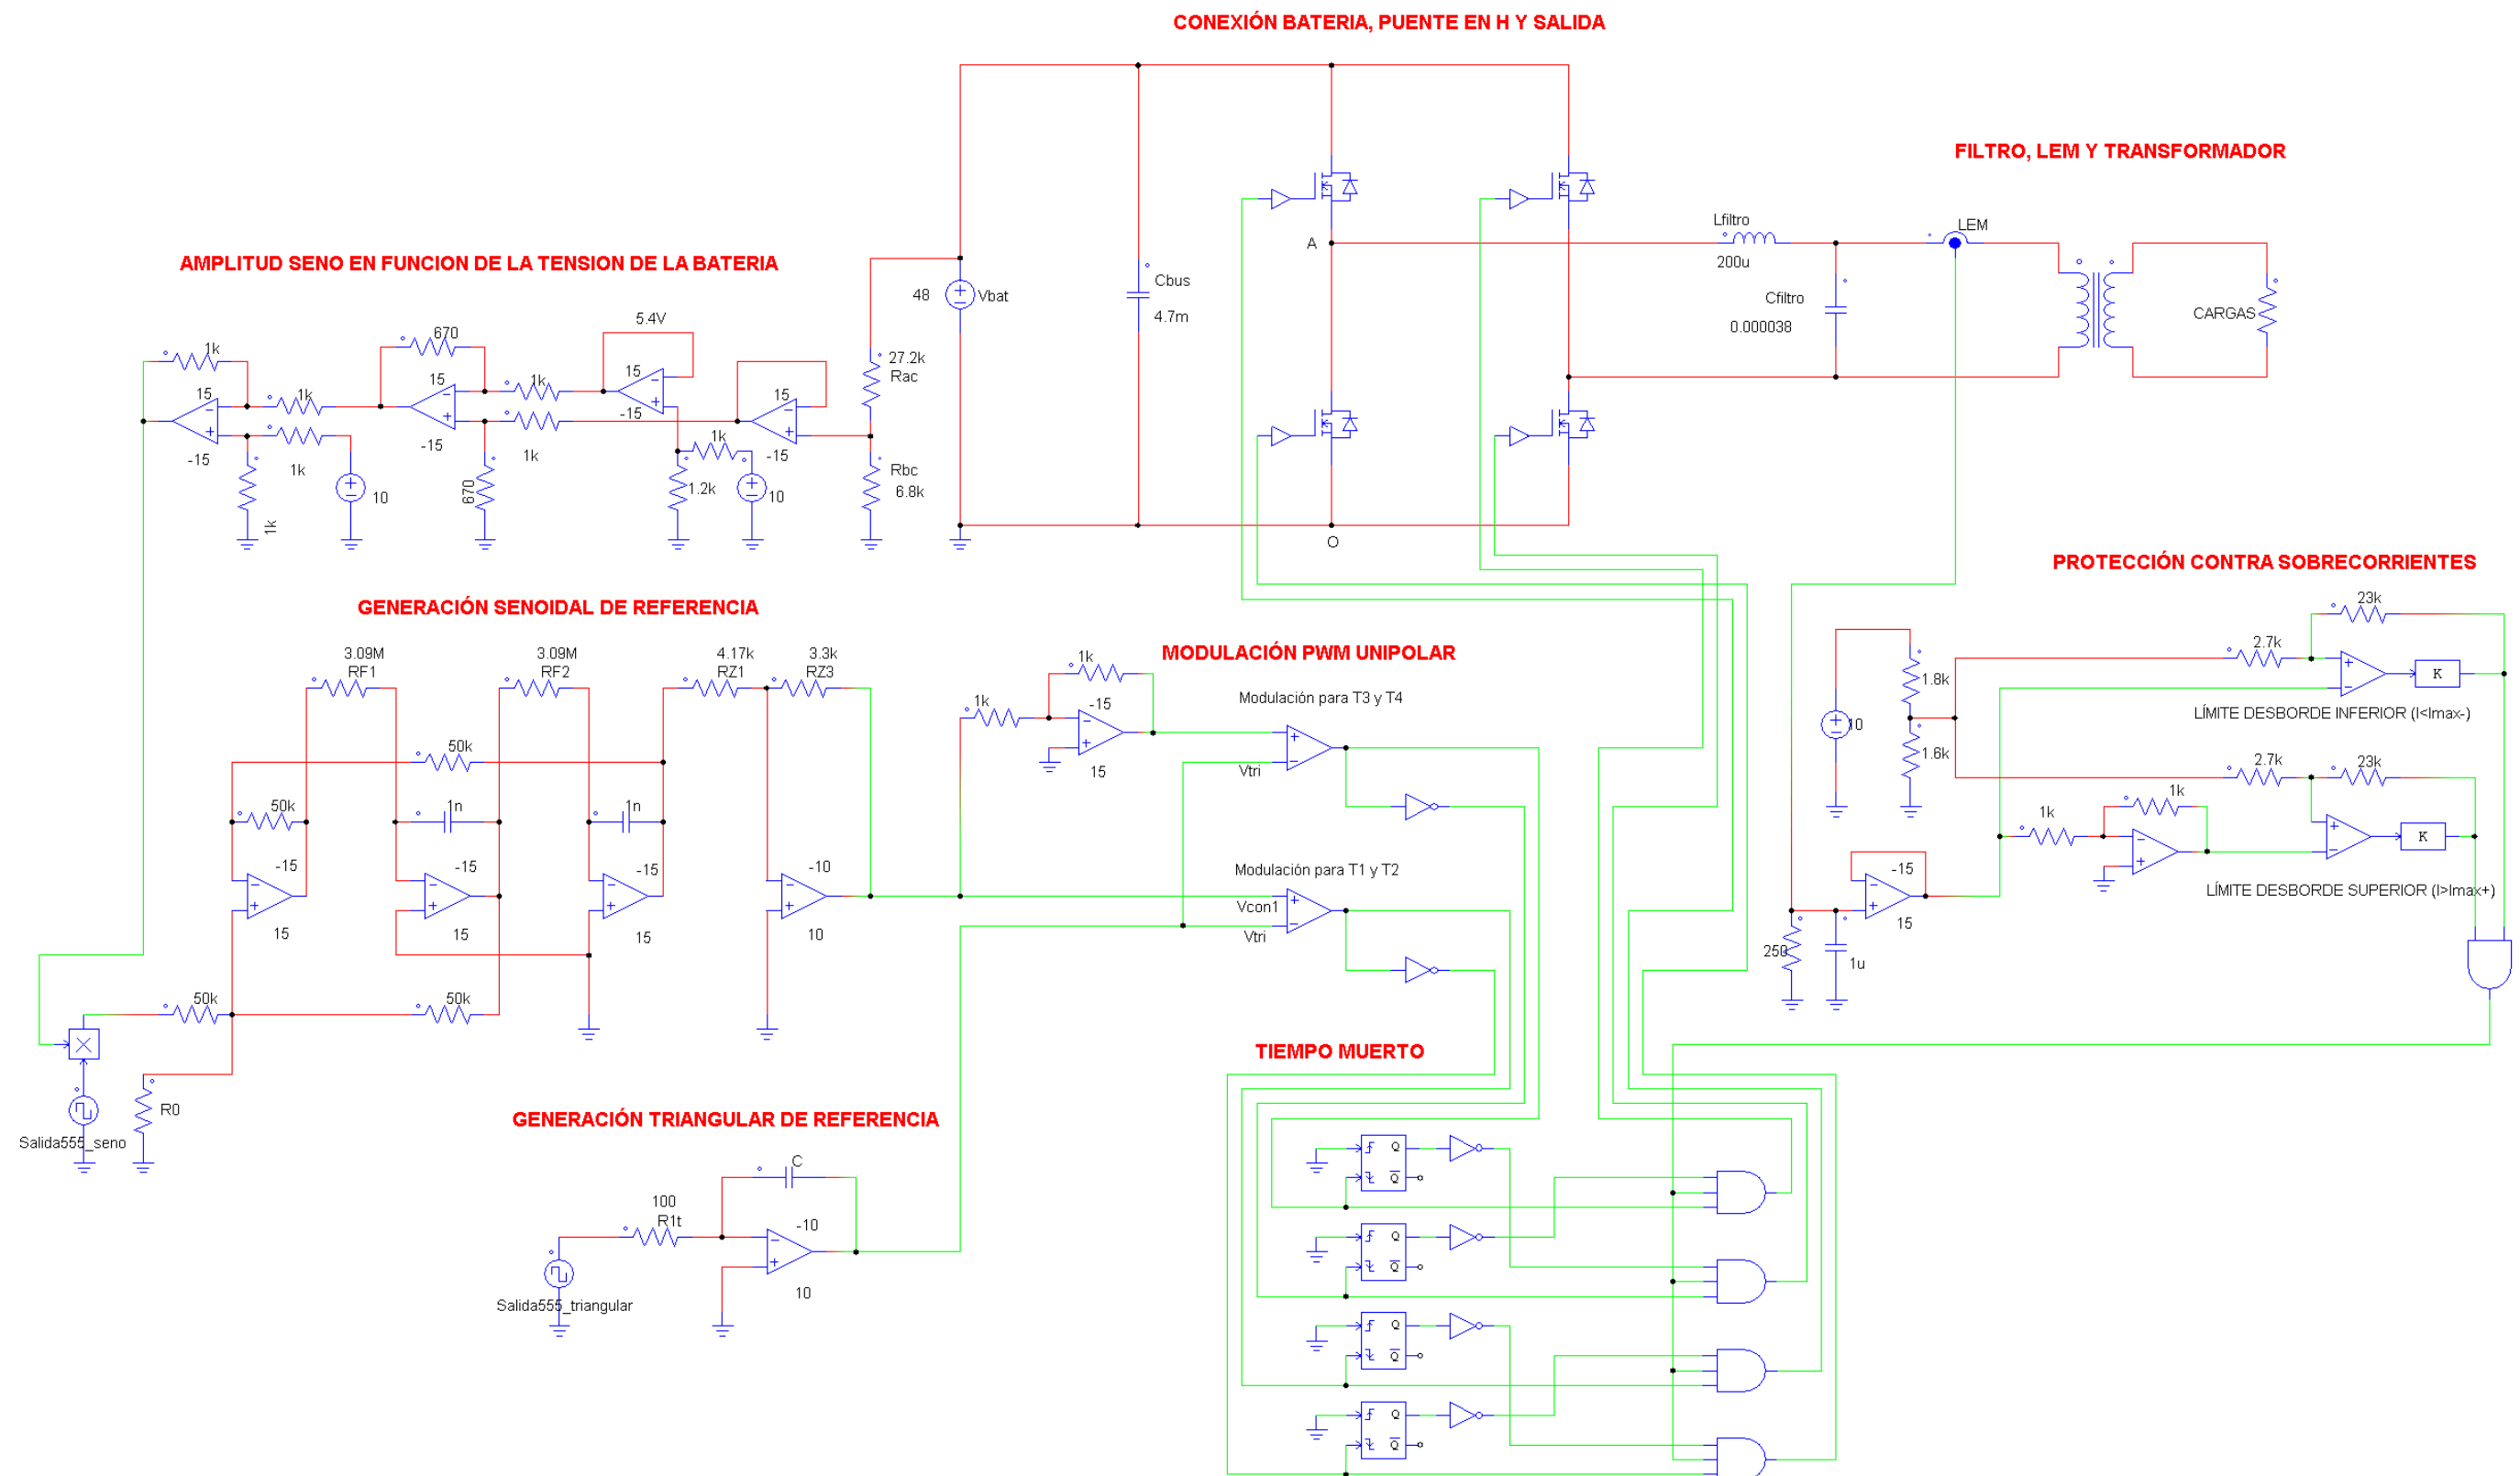 CONEXIÓN BATERIA, PUENTE EN H Y SALIDA
FILTRO, LEM Y TRANSFORMADOR
Lfiltro
200u
LEM
A
Cfiltro
0.000038
CARGAS
48
Vbat
Cbus
4.7m
O
AMPLITUD SENO EN FUNCION DE LA TENSION DE LA BATERIA
5.4V
670
1k
15
-15
1k
1k
1k
10
15
-15
1k
1k
670
15
-15
1k
1.2k
10
15
-15
27.2k
Rac
Rbc
6.8k
GENERACIÓN SENOIDAL DE REFERENCIA
3.09M
RF1
3.09M
RF2
4.17k
RZ1
3.3k
RZ3
50k
50k
1n
1n
-15
15
-15
15
-15
15
-10
10
50k
50k
R0
Salida555_seno
MODULACIÓN PWM UNIPOLAR
1k
1k
-15
15
Modulación para T3 y T4
Vtri
Modulación para T1 y T2
Vcon1
Vtri
PROTECCIÓN CONTRA SOBRECORRIENTES
23k
2.7k
K
10
1.8k
1.6k
LÍMITE DESBORDE INFERIOR (I<Imax-)
2.7k
23k
1k
1k
K
LÍMITE DESBORDE SUPERIOR (I>Imax+)
-15
15
250
1u
GENERACIÓN TRIANGULAR DE REFERENCIA
C
100
R1t
-10
10
Salida555_triangular
TIEMPO MUERTO
Q
Q
Q
Q
Q
Q
Q
Q